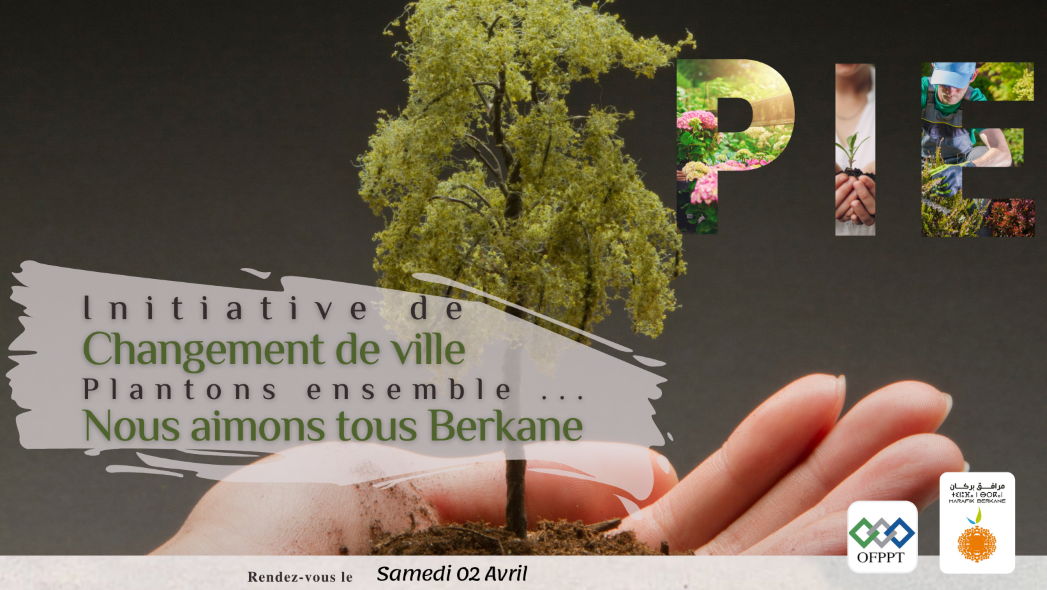 PIE
Initiative de
Changement de ville
Plantons ensemble ...
Nous aimons tous Berkane
Rendez-vous le Samedi 02 Avril
OFPPT
مرافق بركان
HARAFIK BERKANE